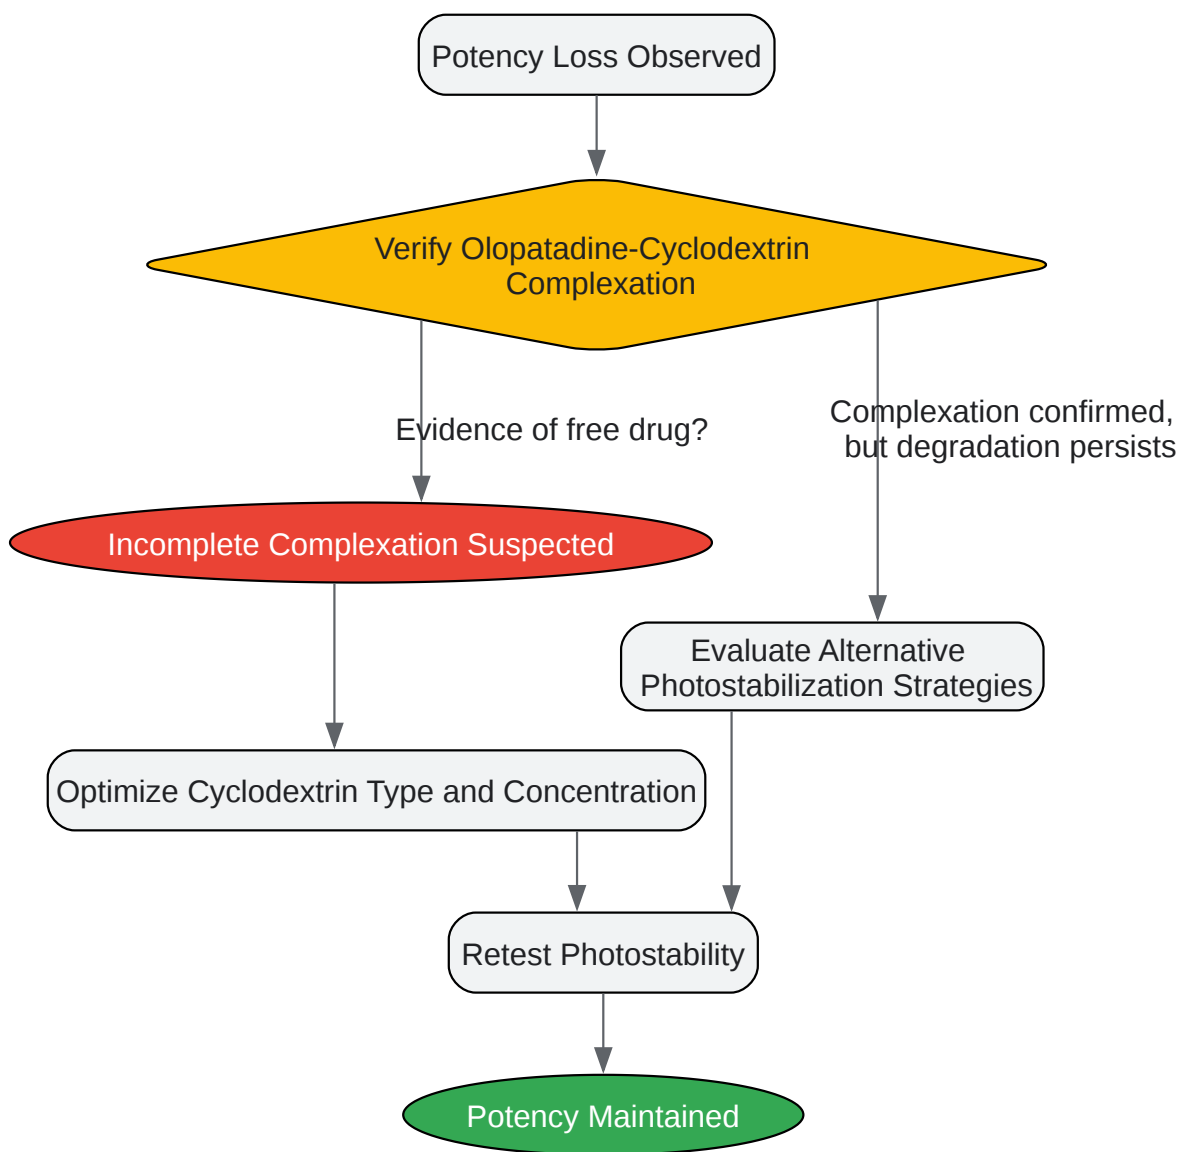 Potency Loss Observed
Verify Olopatadine-Cyclodextrin
Complexation
Evidence of free drug?
Complexation confirmed,
but degradation persists
Incomplete Complexation Suspected
Evaluate Alternative
Photostabilization Strategies
Optimize Cyclodextrin Type and Concentration
Retest Photostability
Potency Maintained